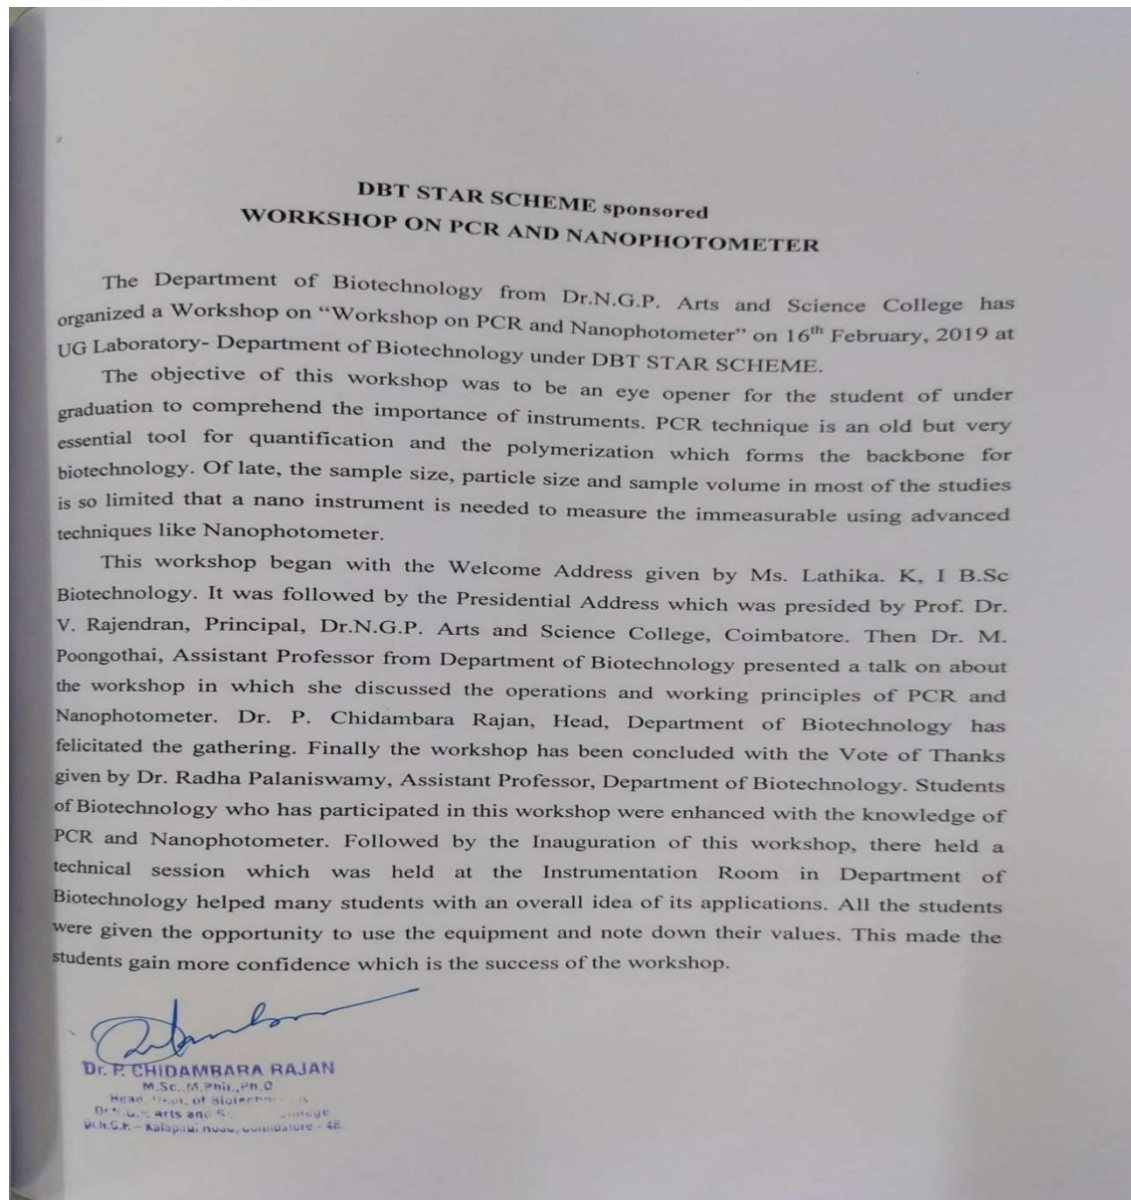 DBT STAR SCHEME sponsored
WORKSHOP ON PCR AND NANOPHOTOMETER
The Department of Biotechnology from Dr.N.G.P. Arts and Science College has
organized a Workshop on “Workshop on PCR and Nanophotometer” on 16th February, 2019 at
UG Laboratory- Department of Biotechnology under DBT STAR SCHEME.
The objective of this workshop was to be an eye opener for the student of under
graduation to comprehend the importance of instruments. PCR technique is an old but very
essential tool for quantification and the polymerization which forms the backbone for
biotechnology. Of late, the sample size, particle size and sample volume in most of the studies
is so limited that a nano instrument is needed to measure the immeasurable using advanced
techniques like Nanophotometer.
This workshop began with the Welcome Address given by Ms. Lathika. K, I B.Sc
Biotechnology. It was followed by the Presidential Address which was presided by Prof. Dr.
V. Rajendran, Principal, Dr.N.G.P. Arts and Science College, Coimbatore. Then Dr. M.
Poongothai, Assistant Professor from Department of Biotechnology presented a talk on about
the workshop in which she discussed the operations and working principles of PCR and
Nanophotometer. Dr. P. Chidambara Rajan, Head, Department of Biotechnology has
felicitated the gathering. Finally the workshop has been concluded with the Vote of Thanks
given by Dr. Radha Palaniswamy, Assistant Professor, Department of Biotechnology. Students
of Biotechnology who has participated in this workshop were enhanced with the knowledge of
PCR and Nanophotometer. Followed by the Inauguration of this workshop, there held a
technical session which was held at the Instrumentation Room in Department of
Biotechnology helped many students with an overall idea of its applications. All the students
were given the opportunity to use the equipment and note down their values. This made the
students gain more confidence which is the success of the workshop.
Dr. P. CHIDAMBARA RAJAN
M.Sc.,M.Phil.,Ph.D
Head, of
Arts and
Dr.N.G.P. - Coimbatore - 48.